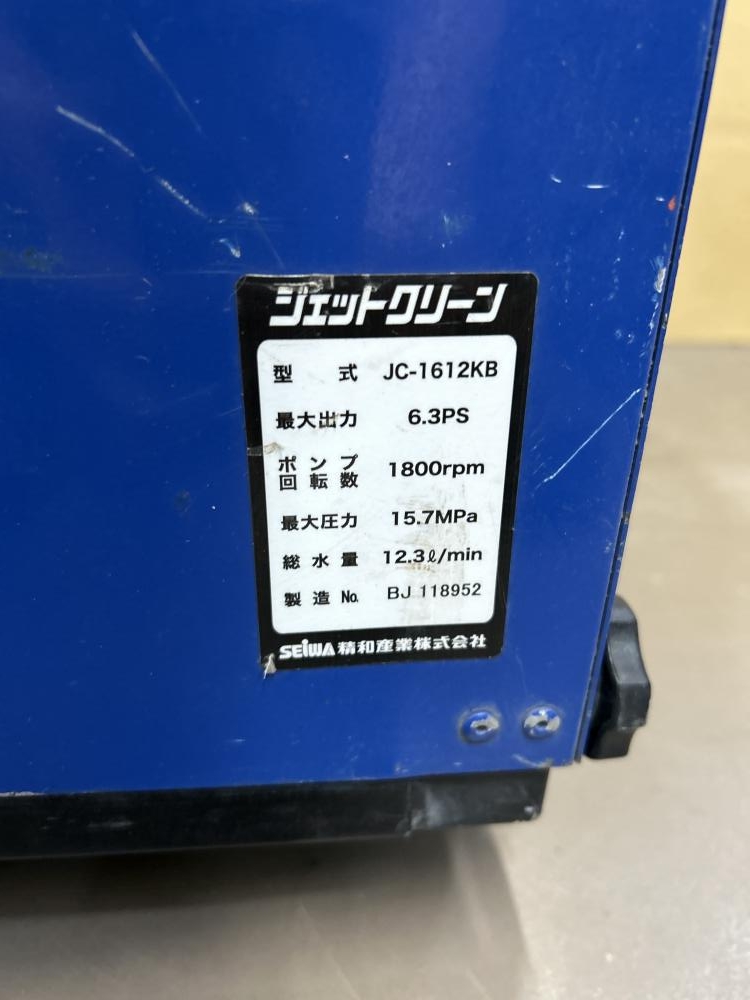 ジェットクリーン
型式 JC-1612KB
最大出力 6.3PS
ポンプ回転数 1800rpm
最大圧力 15.7MPa
総水量 12.3ℓ/min
製造No. BJ 118952
SEIWA 精和産業株式会社